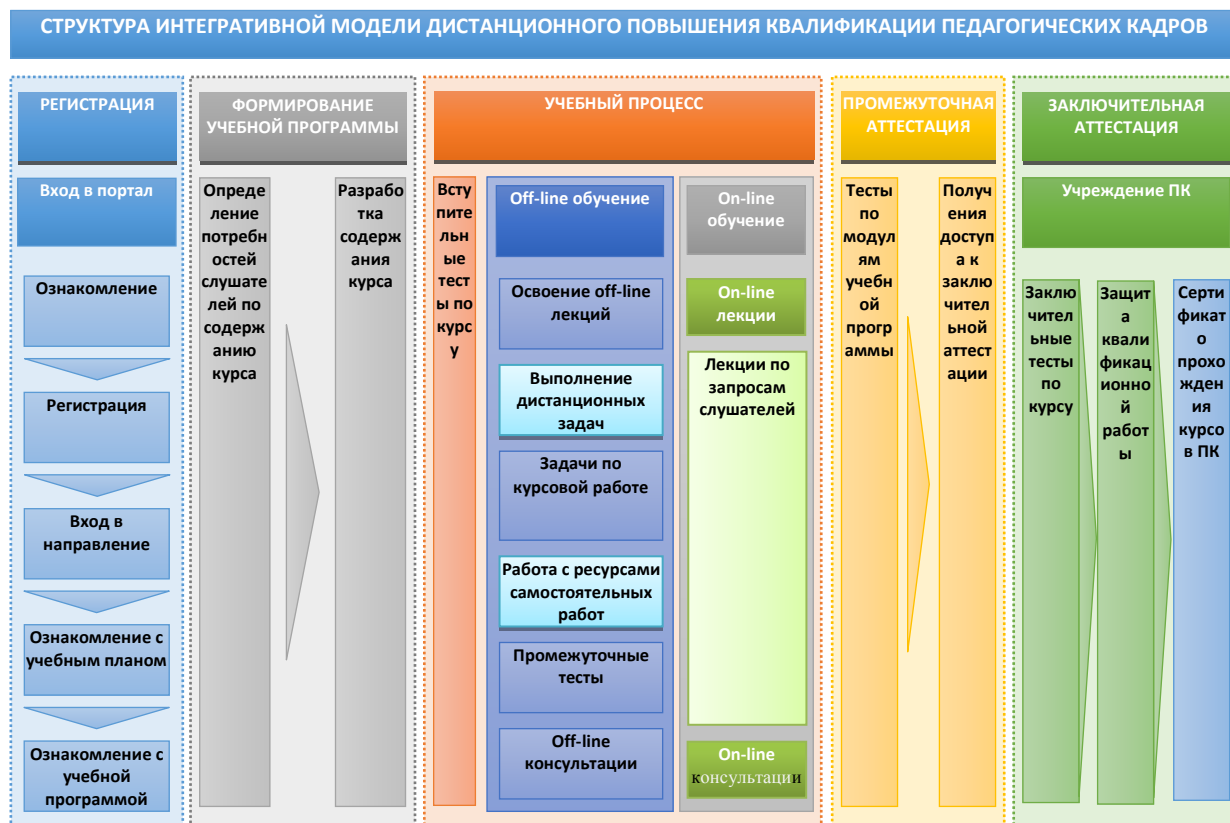 СТРУКТУРА ИНТЕГРАТИВНОЙ МОДЕЛИ ДИСТАНЦИОННОГО ПОВЫШЕНИЯ КВАЛИФИКАЦИИ ПЕДАГОГИЧЕСКИХ КАДРОВ
РЕГИСТРАЦИЯ
Вход в портал
Ознакомление
Регистрация
Вход в
направление
Ознакомление с
учебным планом
Ознакомление с
учебной
программой
ФОРМИРОВАНИЕ
УЧЕБНОЙ ПРОГРАММЫ
Опреде
ление
потребн
остей
слушате
лей по
содерж
анию
курса
Разрабо
тка
содерж
ания
курса
УЧЕБНЫЙ ПРОЦЕСС
Всту
пите
льн
ые
тес
ты по
курс
у
Off-line обучение
Освоение off-line
лекций
Выполнение
дистанционных
задач
Задачи по
курсовой работе
Работа с ресурсами
самостоятельных
работ
Промежуточные
тесты
Off-line
консультации
On-line
обучение
On-line
лекции
Лекции по
запросам
слушателей
On-line
консультации
ПРОМЕЖУТОЧНАЯ
АТТЕСТАЦИЯ
Тесты
по
модул
ям
учебной
прогр
аммы
Получ
ения
доступ
а к
заклю
чител
ьной
аттест
ации
ЗАКЛЮЧИТЕЛЬНАЯ
АТТЕСТАЦИЯ
Учреждение ПК
Заклю
чител
ьные
тесты
по
курсу
Защит
а
квали
фикац
ионно
й
работ
ы
Серти
фикат
о
прохо
жден
ия
курсо
в ПК